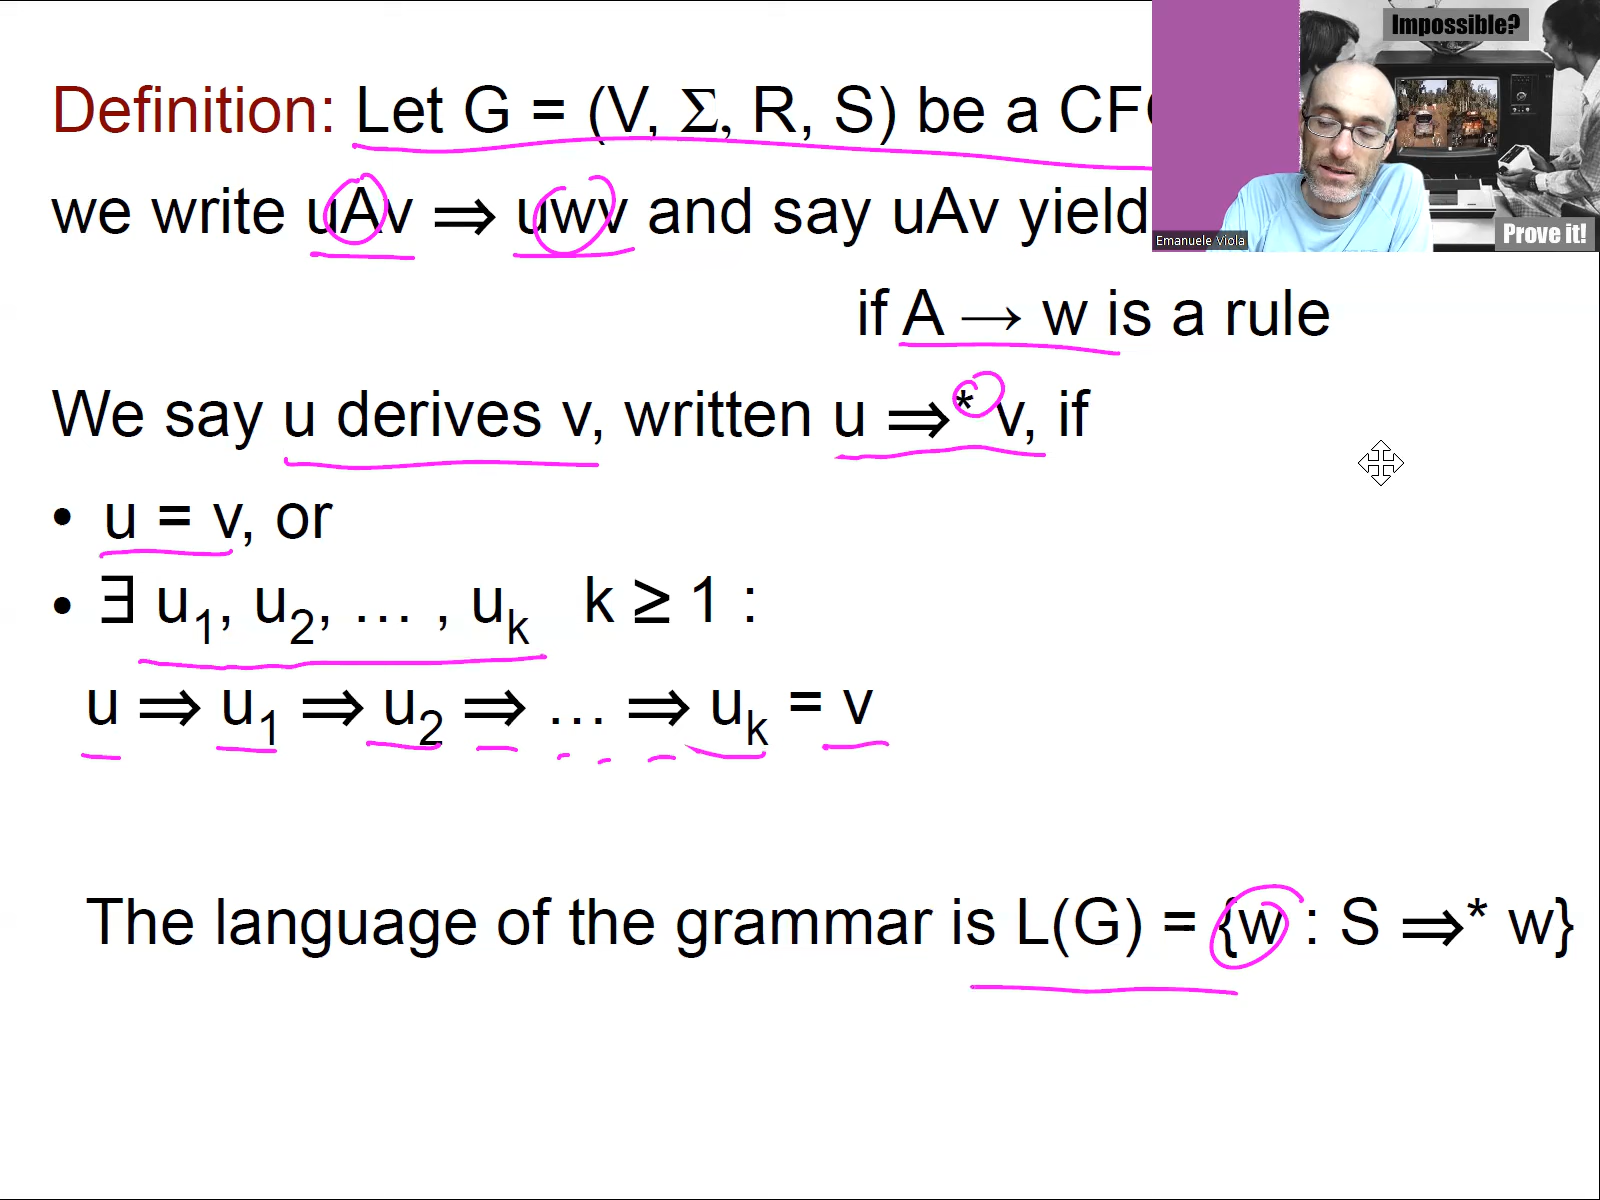 Definition: Let G = (V, Σ, R, S) be a CF
we write uAv ⇒ uwv and say uAv yield
if A → w is a rule
We say u derives v, written u ⇒* v, if
• u = v, or
• ∃ u₁, u₂, … , uₖ k ≥ 1 :
u ⇒ u₁ ⇒ u₂ ⇒ … ⇒ uₖ = v
The language of the grammar is L(G) = {w : S ⇒* w}
Impossible?
Prove it!
Emanuele Viola